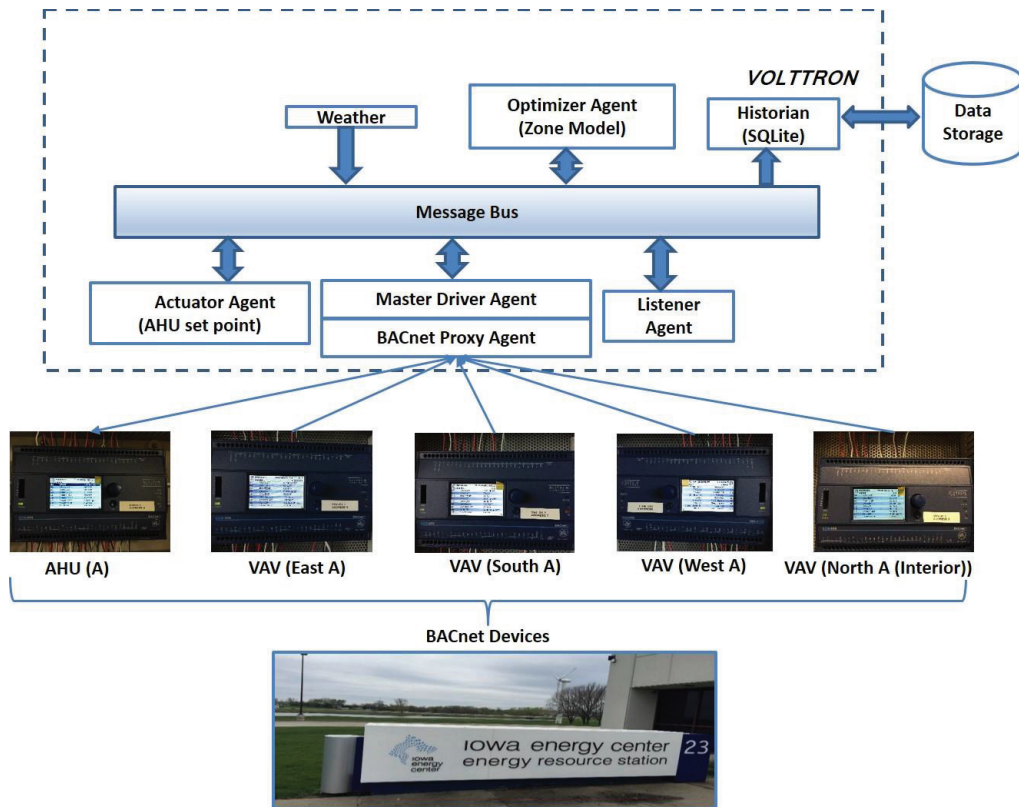 VOLTTRON
Weather
Optimizer Agent
(Zone Model)
Historian
(SQLite)
Data
Storage
Message Bus
Actuator Agent
(AHU set point)
Master Driver Agent
BACnet Proxy Agent
Listener
Agent
AHU (A)
VAV (East A)
VAV (South A)
VAV (West A)
VAV (North A (Interior))
BACnet Devices
iowa
energy
center
iowa energy center
energy resource station
23